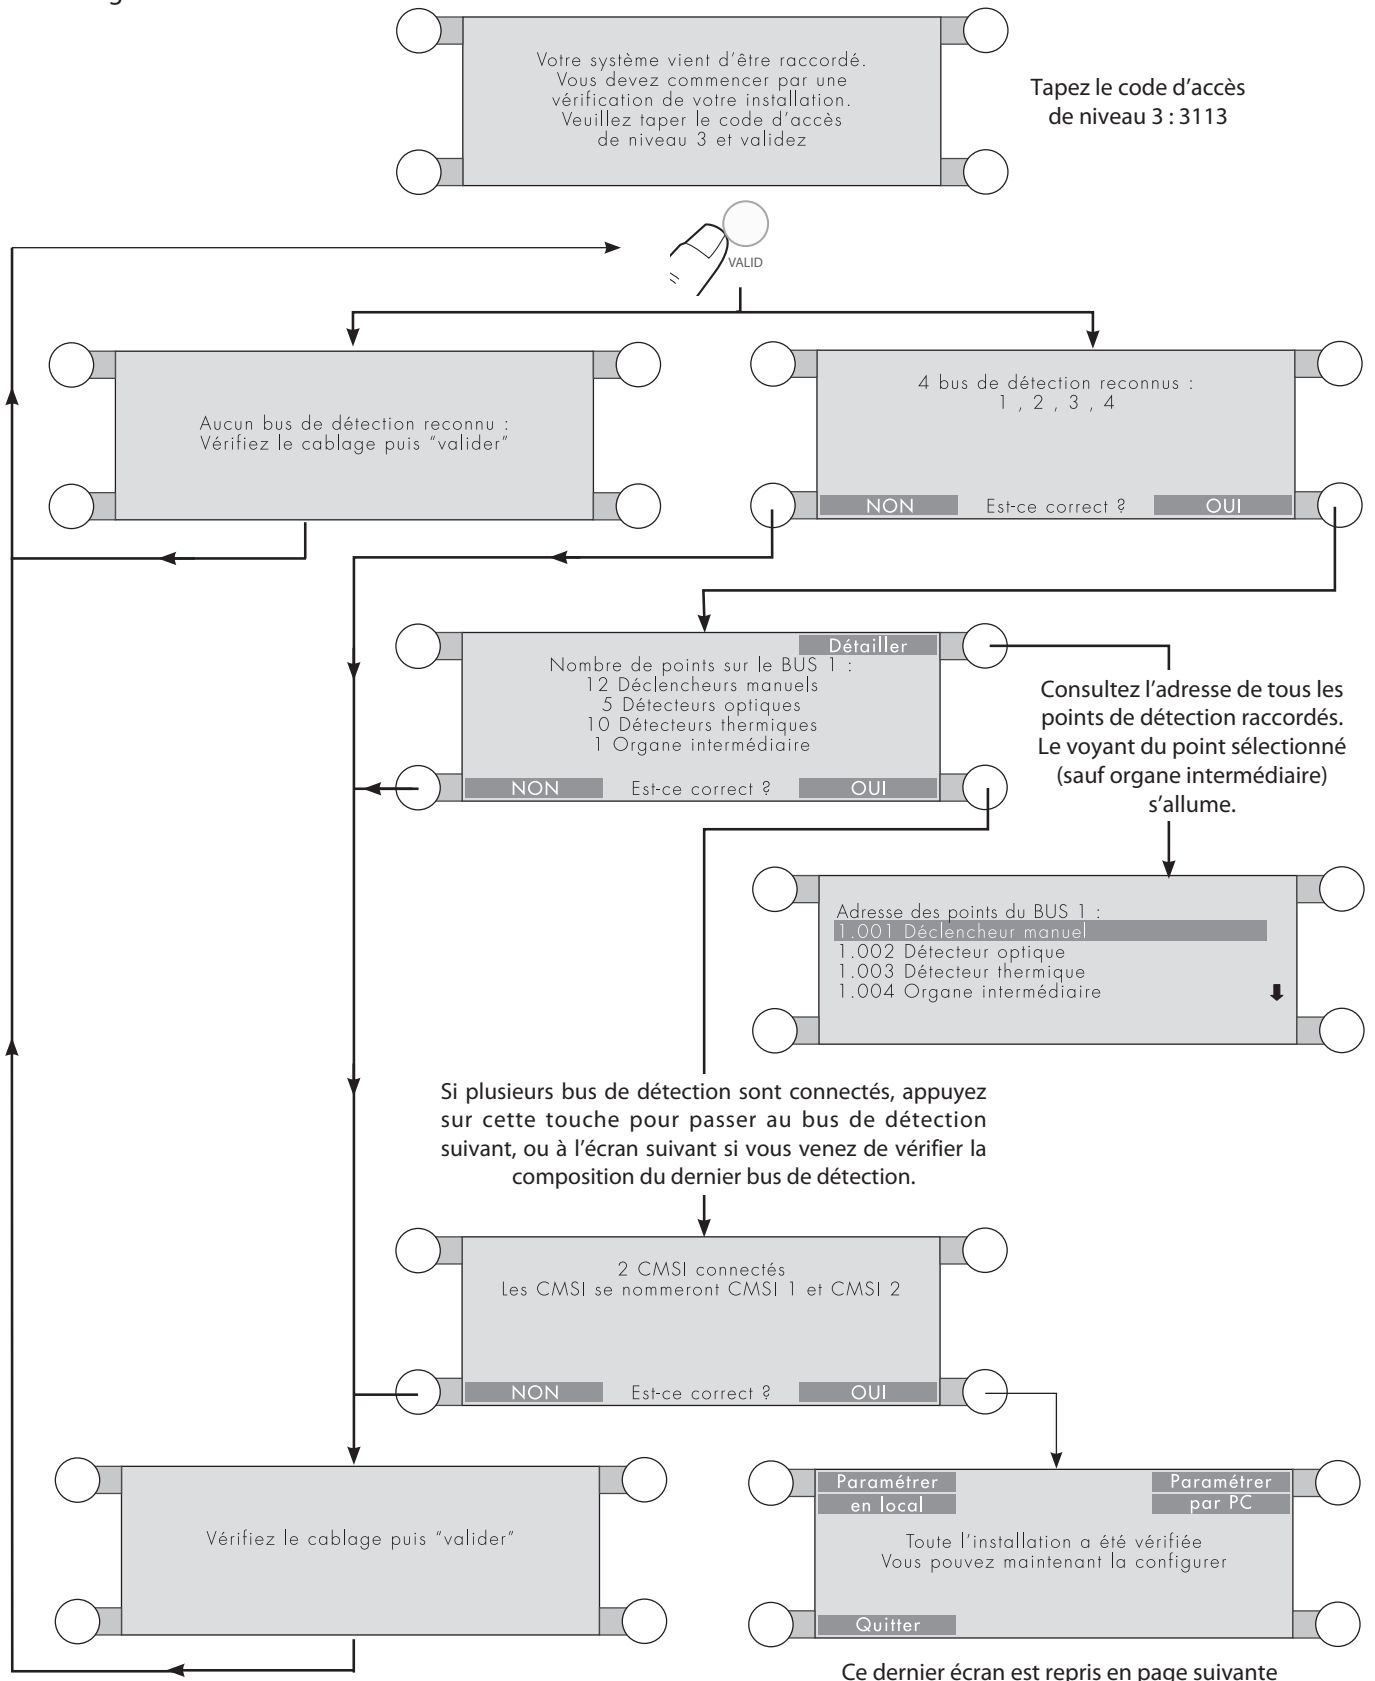 Votre système vient d'être raccordé.
Vous devez commencer par une
vérification de votre installation.
Veuillez taper le code d'accès
de niveau 3 et validez
Tapez le code d'accès
de niveau 3 : 3113
VALID
Aucun bus de détection reconnu :
Vérifiez le cablage puis “valider”
4 bus de détection reconnus :
1 , 2 , 3 , 4
NON Est-ce correct ? OUI
Détailler
Nombre de points sur le BUS 1 :
12 Déclencheurs manuels
5 Détecteurs optiques
10 Détecteurs thermiques
1 Organe intermédiaire
NON Est-ce correct ? OUI
Consultez l'adresse de tous les
points de détection raccordés.
Le voyant du point sélectionné
(sauf organe intermédiaire)
s'allume.
Adresse des points du BUS 1 :
1.001 Déclencheur manuel
1.002 Détecteur optique
1.003 Détecteur thermique
1.004 Organe intermédiaire
Si plusieurs bus de détection sont connectés, appuyez
sur cette touche pour passer au bus de détection
suivant, ou à l'écran suivant si vous venez de vérifier la
composition du dernier bus de détection.
2 CMSI connectés
Les CMSI se nommeront CMSI 1 et CMSI 2
NON Est-ce correct ? OUI
Vérifiez le cablage puis “valider”
Paramétrer
en local
Paramétrer
par PC
Toute l'installation a été vérifiée
Vous pouvez maintenant la configurer
Quitter
Ce dernier écran est repris en page suivante